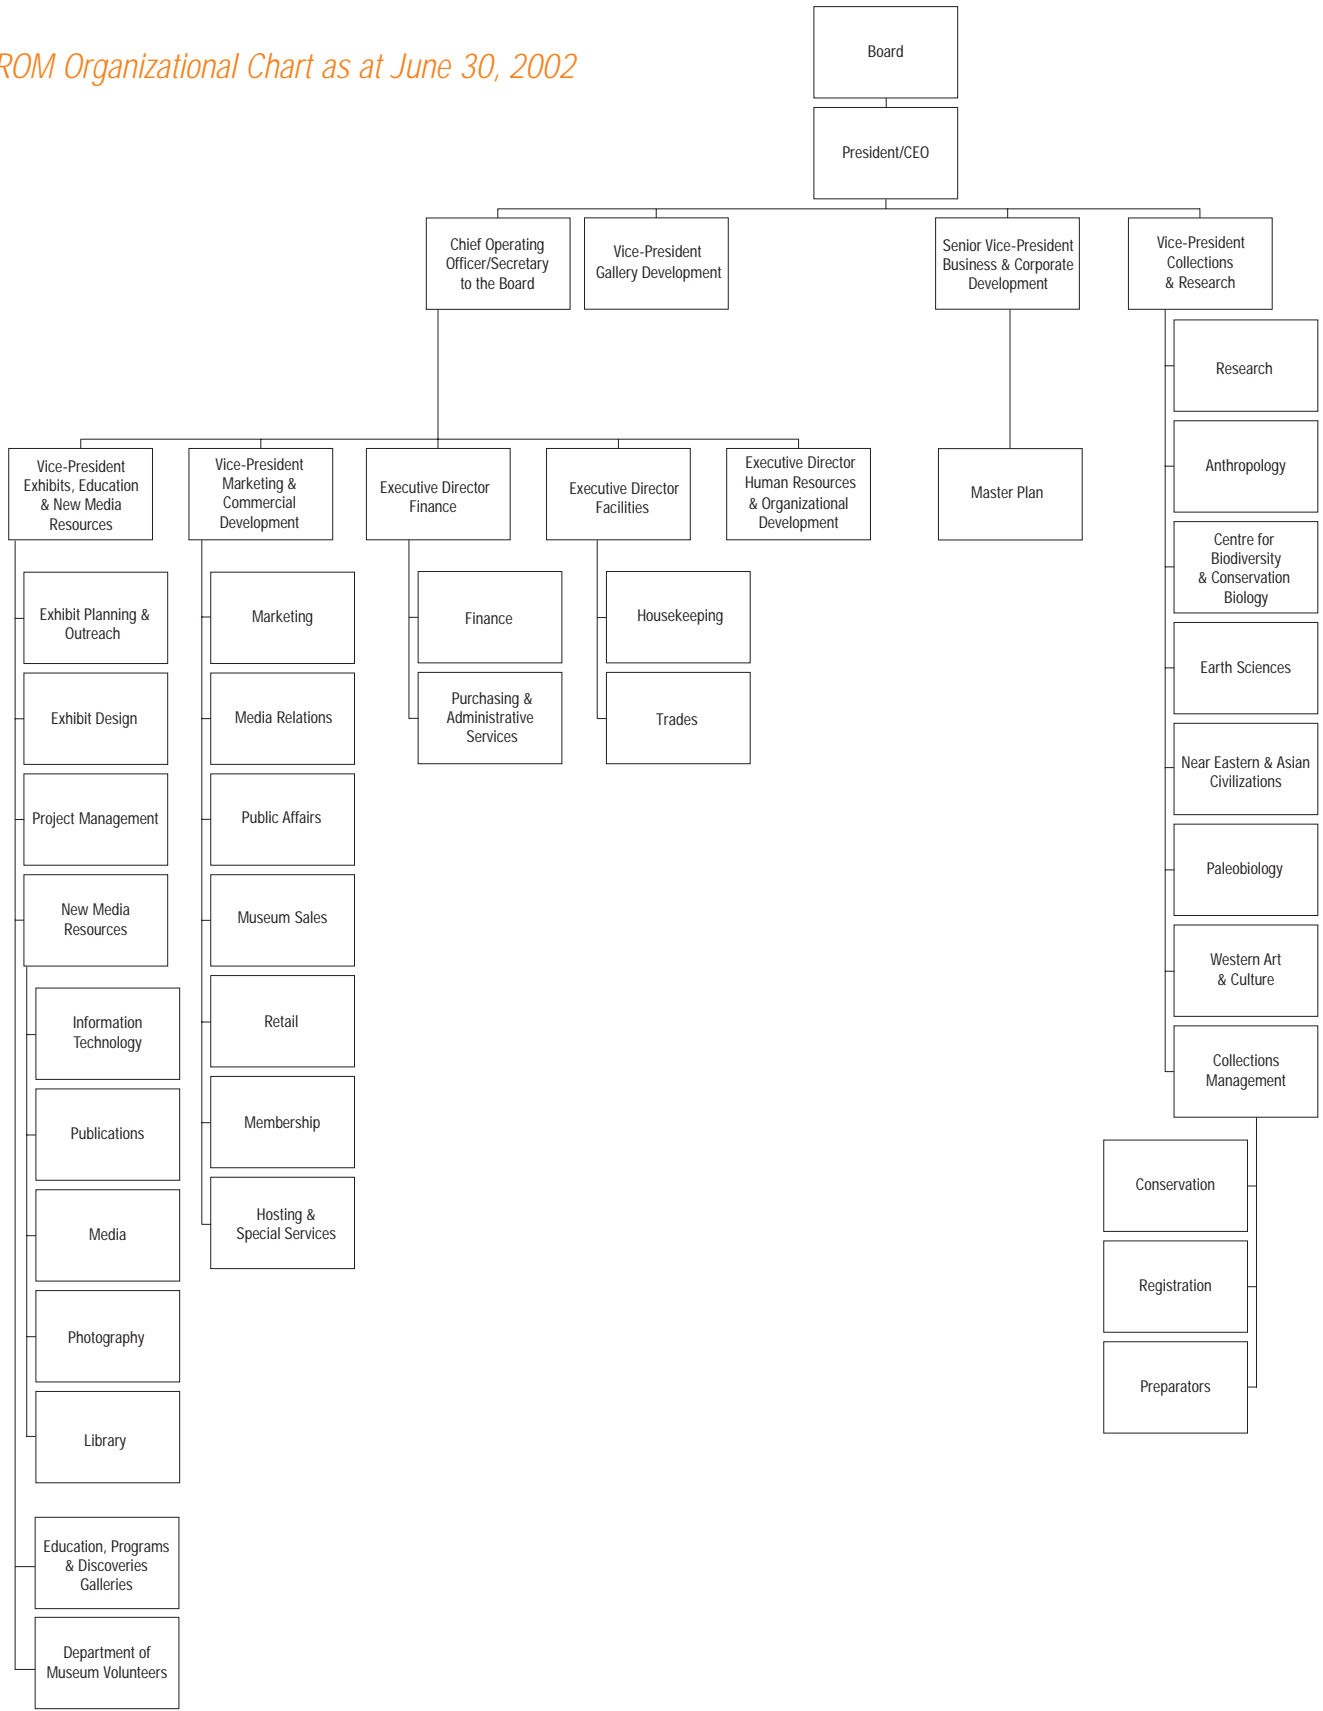 ROM Organizational Chart as at June 30, 2002
Board
President/CEO
Chief Operating
Officer/Secretary
to the Board
Vice-President
Gallery Development
Senior Vice-President
Business & Corporate
Development
Vice-President
Collections
& Research
Research
Anthropology
Centre for
Biodiversity
& Conservation
Biology
Earth Sciences
Near Eastern & Asian
Civilizations
Paleobiology
Western Art
& Culture
Collections
Management
Conservation
Registration
Preparators
Master Plan
Vice-President
Exhibits, Education
& New Media
Resources
Vice-President
Marketing &
Commercial
Development
Executive Director
Finance
Executive Director
Facilities
Executive Director
Human Resources
& Organizational
Development
Exhibit Planning &
Outreach
Exhibit Design
Project Management
New Media
Resources
Information
Technology
Publications
Media
Photography
Library
Education, Programs
& Discoveries
Galleries
Department of
Museum Volunteers
Marketing
Media Relations
Public Affairs
Museum Sales
Retail
Membership
Hosting &
Special Services
Finance
Purchasing &
Administrative
Services
Housekeeping
Trades